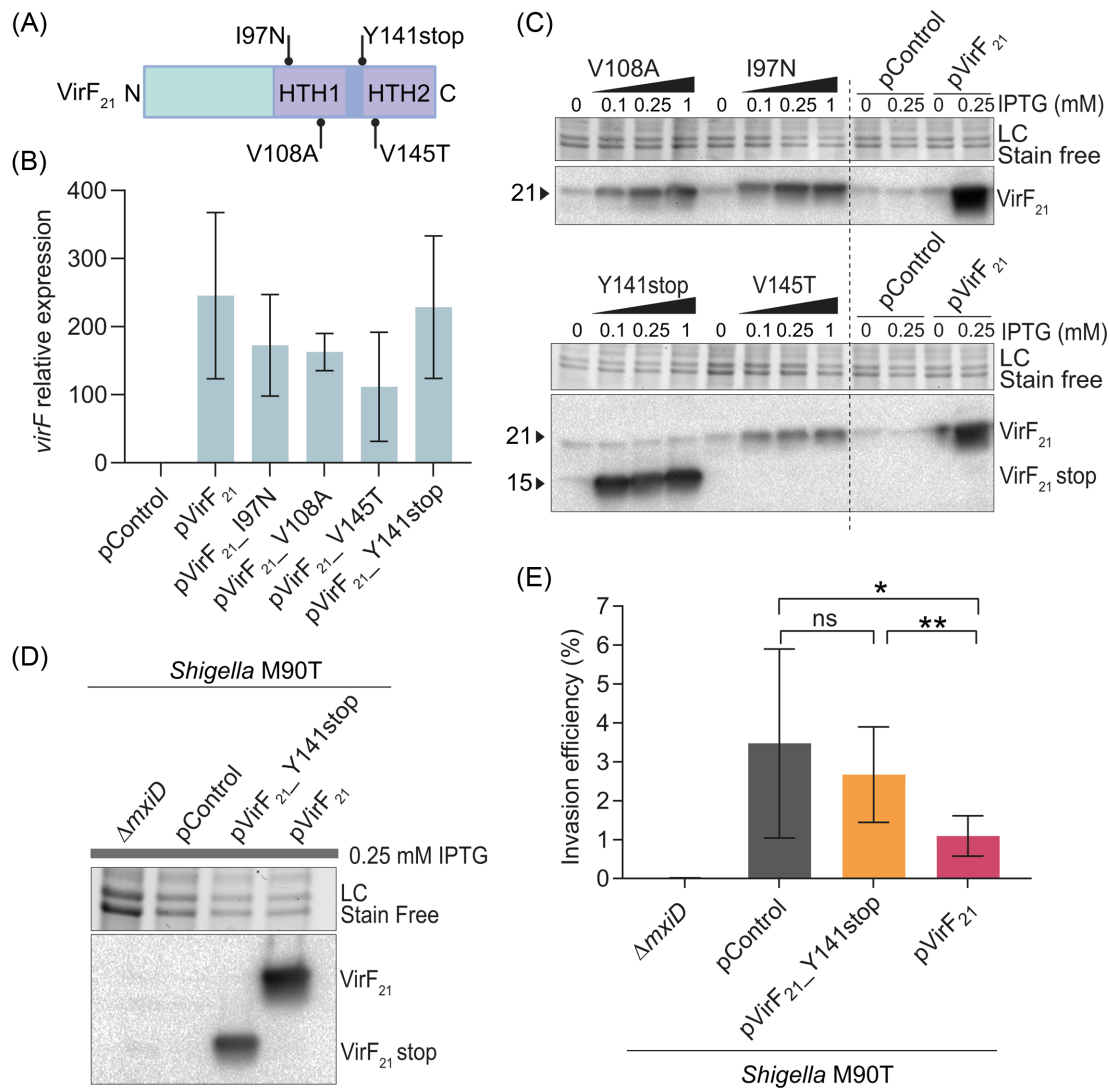 (A)
I97N Y141stop
VirF21 N HTH1 HTH2 C
V108A V145T
(B)
virF relative expression
400
300
200
100
0
pControl
pVirF21
pVirF21_I97N
pVirF21_V108A
pVirF21_V145T
pVirF21_Y141stop
(C)
V108A I97N pControl pVirF21
0 0.1 0.25 1 0 0.1 0.25 1 0 0.25 0 0.25 IPTG (mM)
LC
Stain free
21 VirF21
Y141stop V145T pControl pVirF21
0 0.1 0.25 1 0 0.1 0.25 1 0 0.25 0 0.25 IPTG (mM)
LC
Stain free
21 VirF21
15 VirF21 stop
(D)
Shigella M90T
ΔmxiD
pControl
pVirF21_Y141stop
pVirF21
0.25 mM IPTG
LC
Stain Free
VirF21
VirF21 stop
(E)
Invasion efficiency (%)
7
6
5
4
3
2
1
0
*
ns **
ΔmxiD
pControl
pVirF21_Y141stop
pVirF21
Shigella M90T